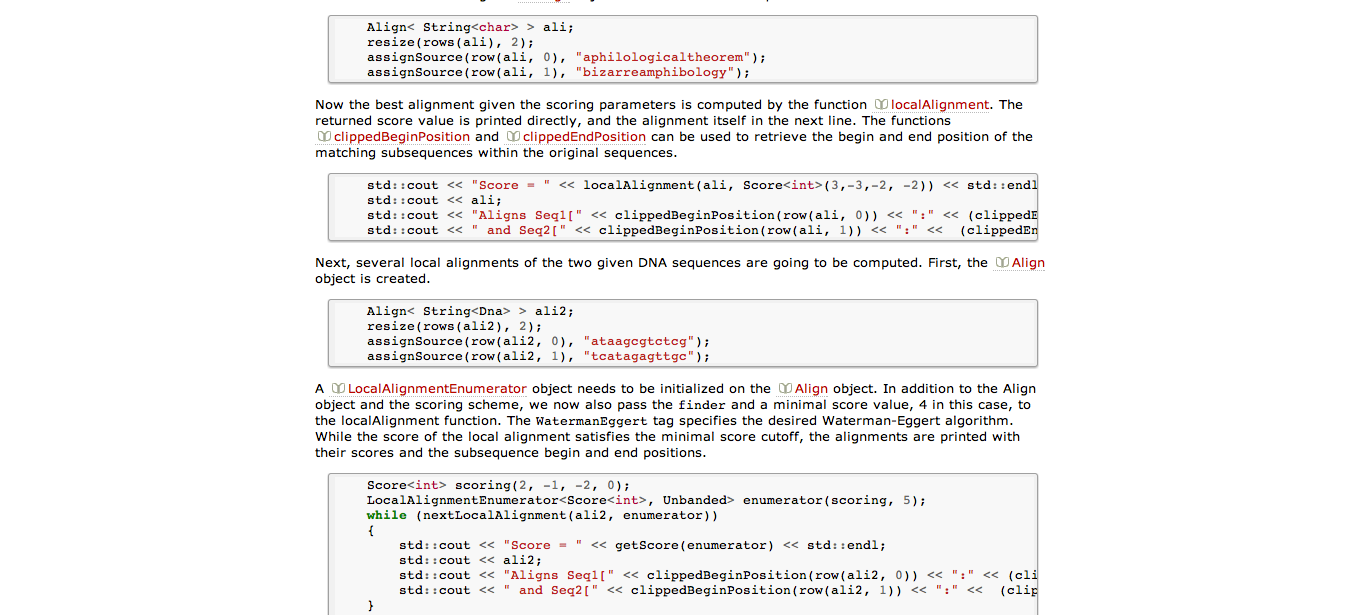 Align< String<char> > ali;
resize(rows(ali), 2);
assignSource(row(ali, 0), "aphilologicaltheorem");
assignSource(row(ali, 1), "bizarreamphibology");
Now the best alignment given the scoring parameters is computed by the function localAlignment. The
returned score value is printed directly, and the alignment itself in the next line. The functions
clippedBeginPosition and clippedEndPosition can be used to retrieve the begin and end position of the
matching subsequences within the original sequences.
std::cout << "Score = " << localAlignment(ali, Score<int>(3,-3,-2, -2)) << std::endl
std::cout << ali;
std::cout << "Aligns Seq1[" << clippedBeginPosition(row(ali, 0)) << ":" << (clippedE
std::cout << " and Seq2[" << clippedBeginPosition(row(ali, 1)) << ":" <<  (clippedEn
Next, several local alignments of the two given DNA sequences are going to be computed. First, the Align
object is created.
Align< String<Dna> > ali2;
resize(rows(ali2), 2);
assignSource(row(ali2, 0), "ataagcgtctcg");
assignSource(row(ali2, 1), "tcatagagttgc");
A LocalAlignmentEnumerator object needs to be initialized on the Align object. In addition to the Align
object and the scoring scheme, we now also pass the finder and a minimal score value, 4 in this case, to
the localAlignment function. The WatermanEggert tag specifies the desired Waterman-Eggert algorithm.
While the score of the local alignment satisfies the minimal score cutoff, the alignments are printed with
their scores and the subsequence begin and end positions.
Score<int> scoring(2, -1, -2, 0);
LocalAlignmentEnumerator<Score<int>, Unbanded> enumerator(scoring, 5);
while (nextLocalAlignment(ali2, enumerator))
{
std::cout << "Score = " << getScore(enumerator) << std::endl;
std::cout << ali2;
std::cout << "Aligns Seq1[" << clippedBeginPosition(row(ali2, 0)) << ":" << (cli
std::cout << " and Seq2[" << clippedBeginPosition(row(ali2, 1)) << ":" <<  (clip
}